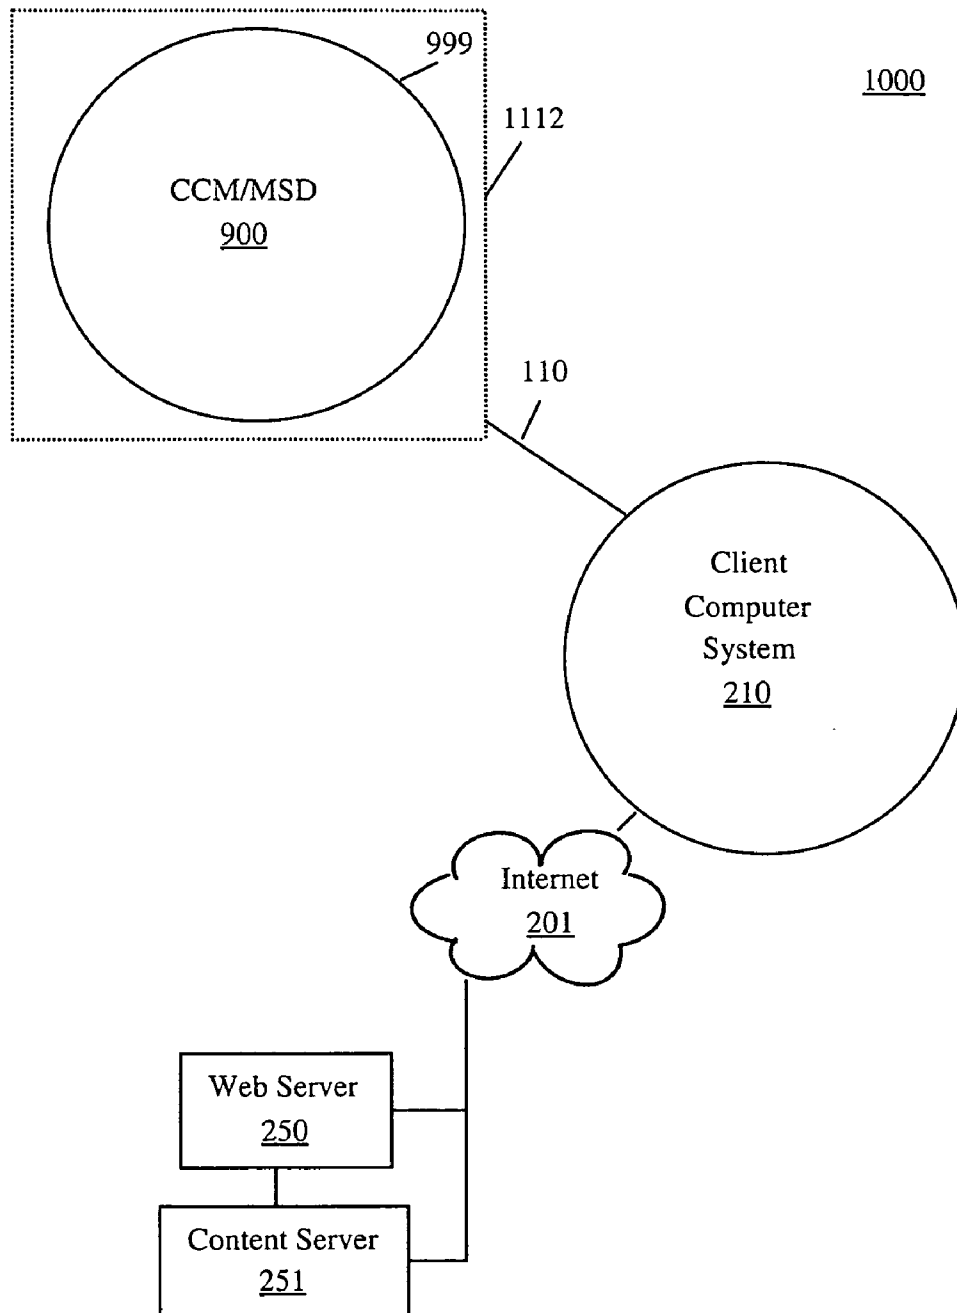 999
1000
1112
CCM/MSD
900
110
Client
Computer
System
210
Internet
201
Web Server
250
Content Server
251